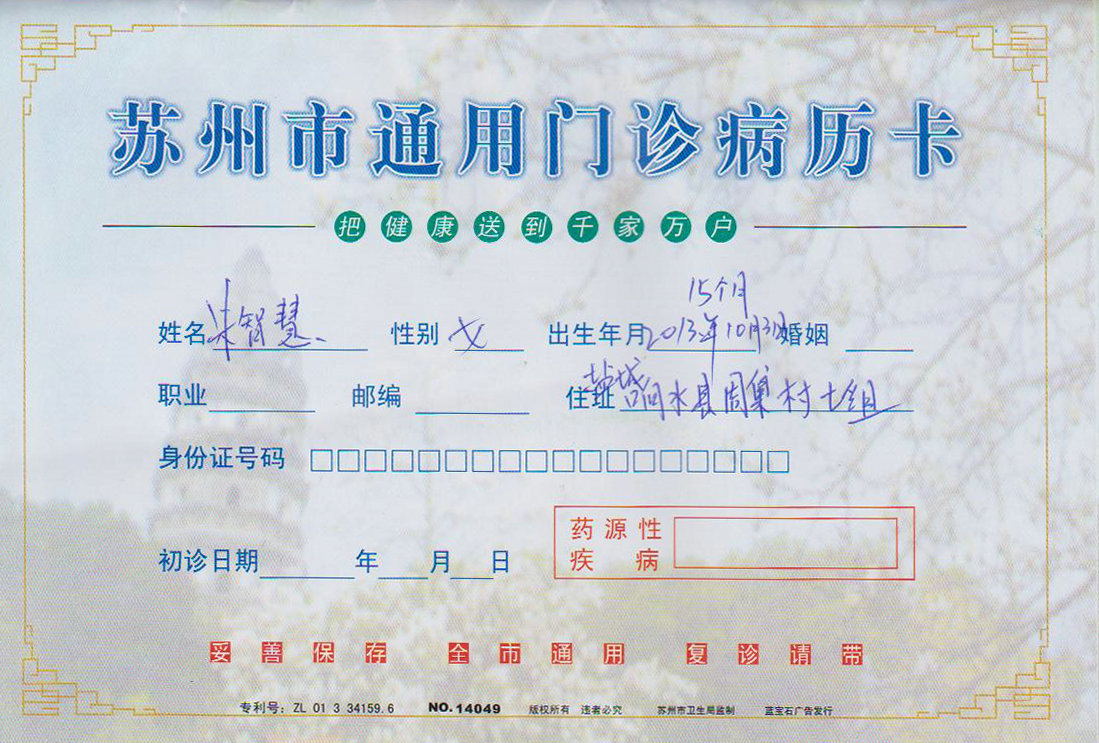 苏州市通用门诊病历卡
把健康送到千家万户
15个月
姓名 朱智慧 性别 女 出生年月 2013年10月31日 婚姻
职业 邮编 住址 盐城响水县周集村七组
身份证号码 □□□□□□□□□□□□□□□□□□
药源性
疾病
初诊日期 年 月 日
妥善保存 全市通用 复诊请带
专利号：ZL 01 3 34159.6 NO.14049 版权所有 违者必究 苏州市卫生局监制 蓝宝石广告发行